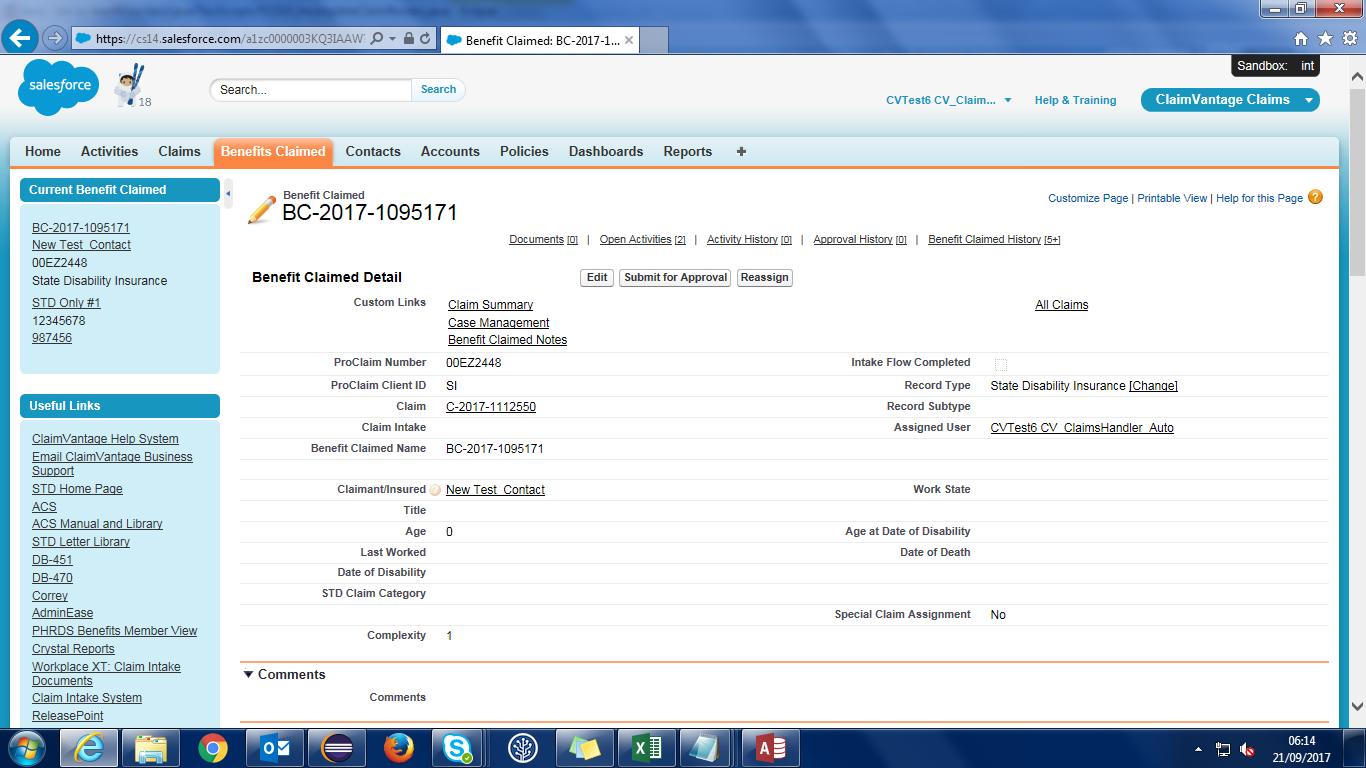 https://cs14.salesforce.com/a1zc0000003KQ3IAAW
Benefit Claimed: BC-2017-1...
Sandbox: int
salesforce
18
Search...
Search
CVTest6 CV_Claim...
Help & Training
ClaimVantage Claims
Home
Activities
Claims
Benefits Claimed
Contacts
Accounts
Policies
Dashboards
Reports
+
Current Benefit Claimed
BC-2017-1095171
New Test_Contact
00EZ2448
State Disability Insurance
STD Only #1
12345678
987456
Useful Links
ClaimVantage Help System
Email ClaimVantage Business
Support
STD Home Page
ACS
ACS Manual and Library
STD Letter Library
DB-451
DB-470
Correy
AdminEase
PHRDS Benefits Member View
Crystal Reports
Workplace XT: Claim Intake
Documents
Claim Intake System
ReleasePoint
Benefit Claimed
BC-2017-1095171
Customize Page | Printable View | Help for this Page
Documents [0] | Open Activities [2] | Activity History [0] | Approval History [0] | Benefit Claimed History [5+]
Benefit Claimed Detail
Edit
Submit for Approval
Reassign
Custom Links
Claim Summary
All Claims
Case Management
Benefit Claimed Notes
ProClaim Number 00EZ2448
Intake Flow Completed
ProClaim Client ID SI
Record Type State Disability Insurance [Change]
Claim C-2017-1112550
Record Subtype
Claim Intake
Assigned User CVTest6 CV_ClaimsHandler_Auto
Benefit Claimed Name BC-2017-1095171
Claimant/Insured New Test_Contact
Work State
Title
Age 0
Age at Date of Disability
Last Worked
Date of Death
Date of Disability
STD Claim Category
Special Claim Assignment No
Complexity 1
Comments
Comments
06:14
21/09/2017